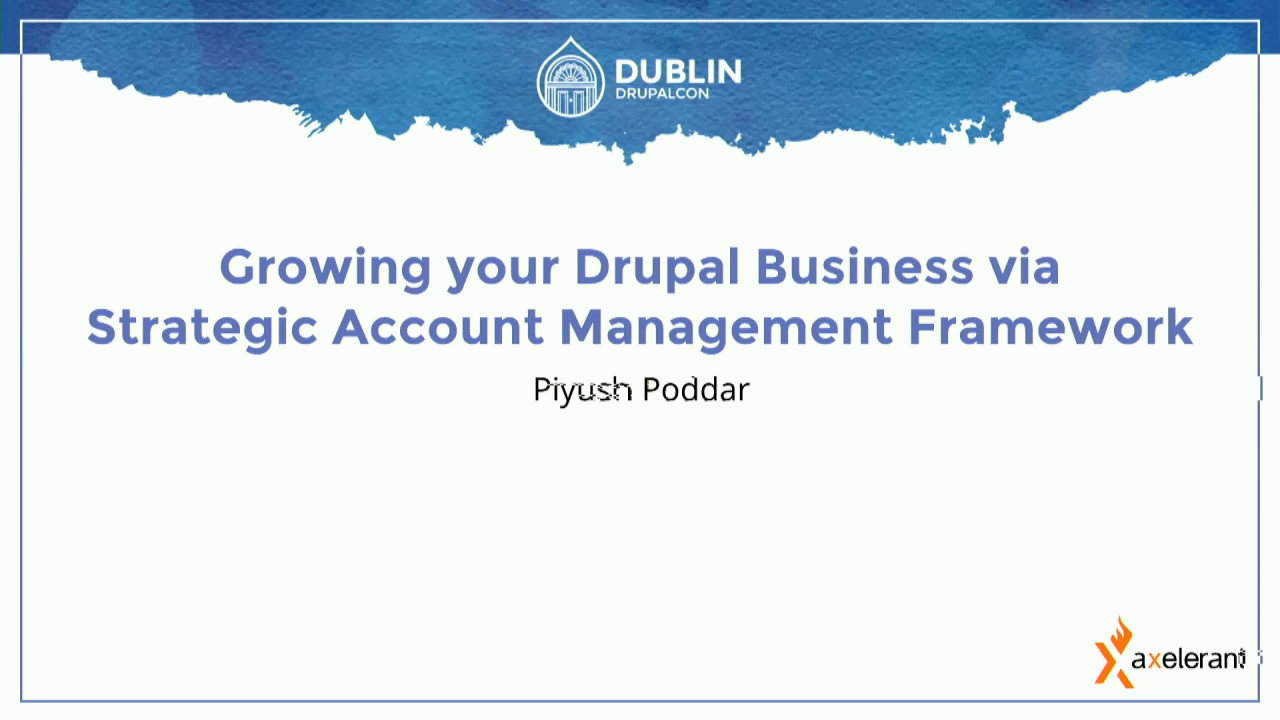 DUBLIN
DRUPALCON
Growing your Drupal Business via
Strategic Account Management Framework
Piyush Poddar
axelerant